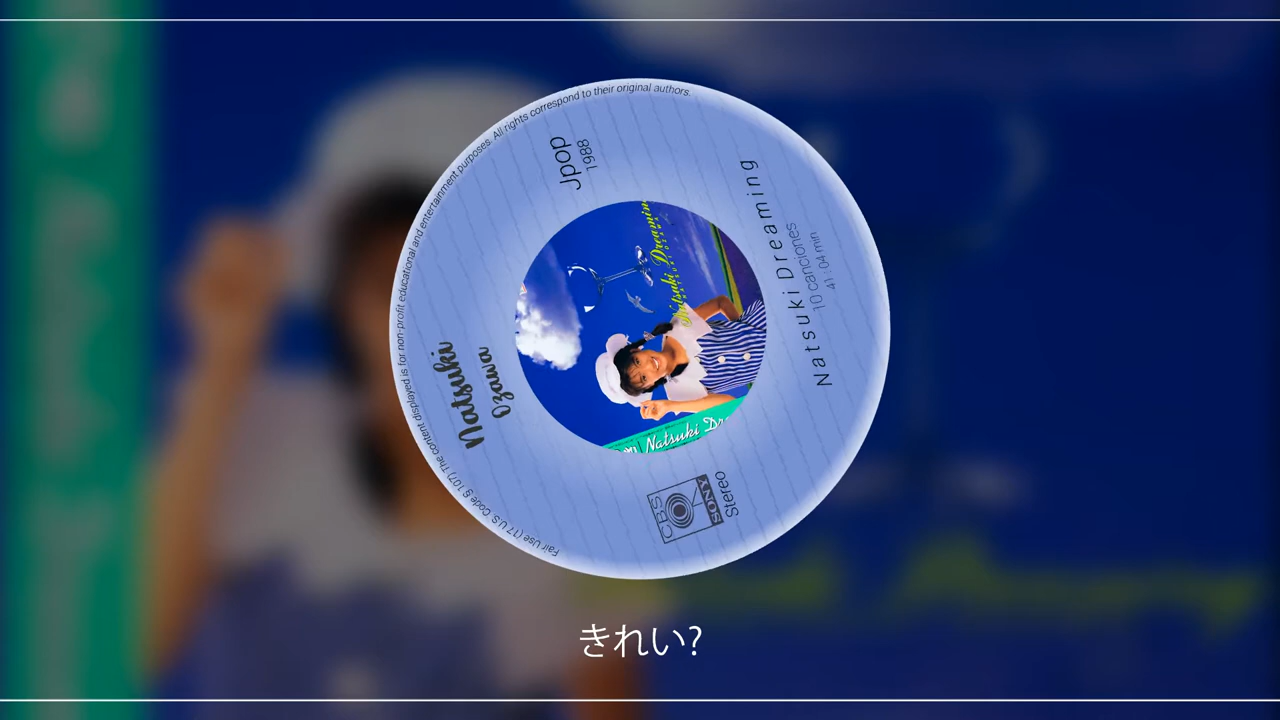 Fair Use (17 U.S. Code § 107) The content displayed is for non-profit educational and entertainment purposes. All rights correspond to their original authors.
Jpop
1988
Natsuki
Ozawa
Natsuki Dreaming
10 canciones
41:04 min
Natsuki Dreaming
Natsuki Dr
CBS
SONY
Stereo
きれい?